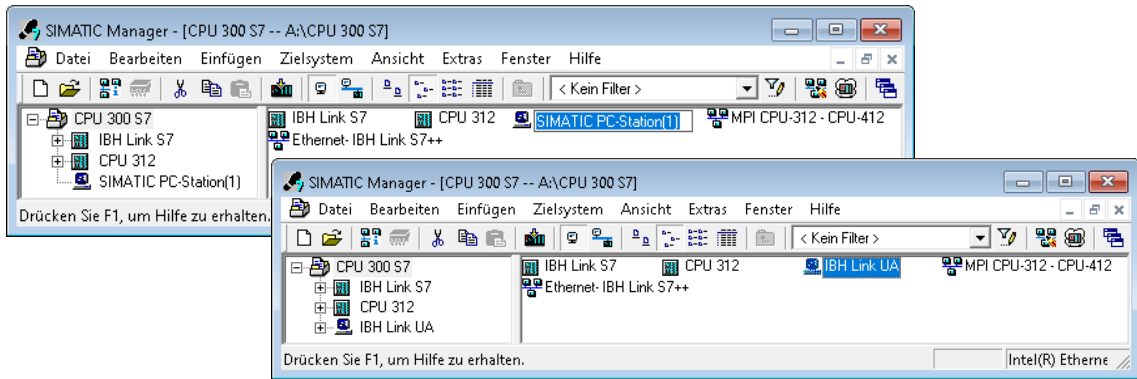 SIMATIC Manager - [CPU 300 S7 -- A:\CPU 300 S7]
Datei Bearbeiten Einfügen Zielsystem Ansicht Extras Fenster Hilfe
< Kein Filter >
CPU 300 S7
IBH Link S7
CPU 312
SIMATIC PC-Station(1)
IBH Link S7 CPU 312 SIMATIC PC-Station(1) MPI CPU-312 - CPU-412
Ethernet- IBH Link S7++
Drücken Sie F1, um Hilfe zu erhalten.
SIMATIC Manager - [CPU 300 S7 -- A:\CPU 300 S7]
Datei Bearbeiten Einfügen Zielsystem Ansicht Extras Fenster Hilfe
< Kein Filter >
CPU 300 S7
IBH Link S7
CPU 312
IBH Link UA
IBH Link S7 CPU 312 IBH Link UA MPI CPU-312 - CPU-412
Ethernet- IBH Link S7++
Drücken Sie F1, um Hilfe zu erhalten.
Intel(R) Etherne